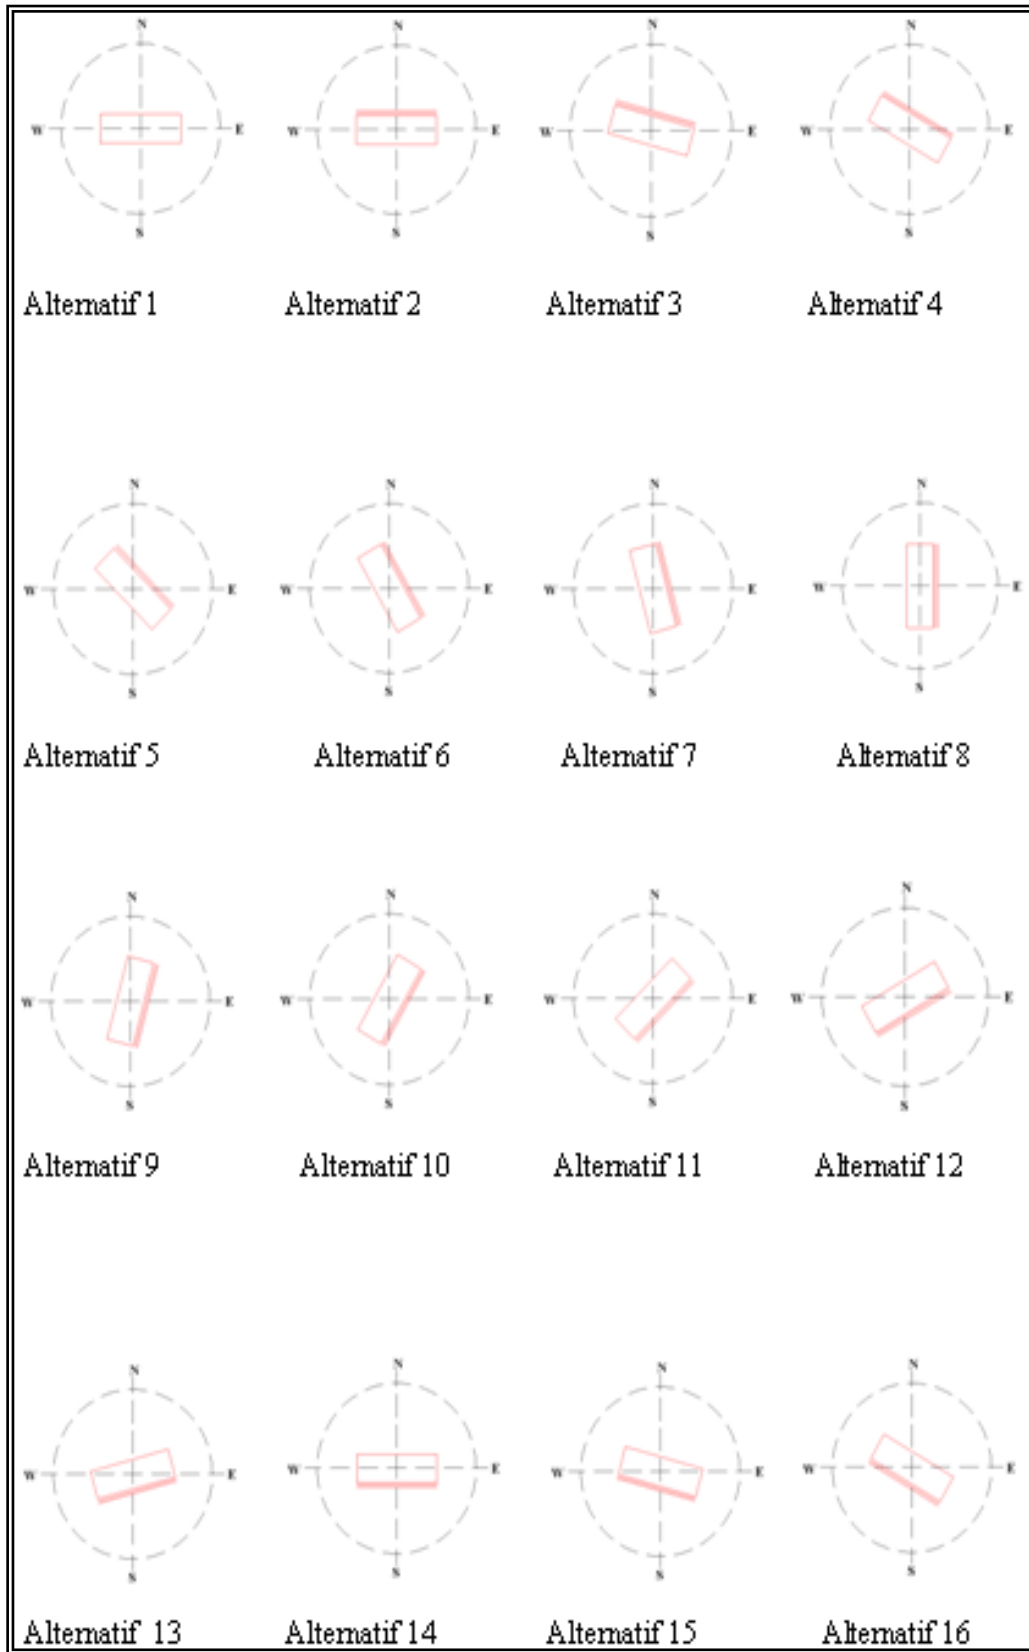 N N N N
W E W E W E W E
S S S S
Alternatif 1 Alternatif 2 Alternatif 3 Alternatif 4
N N N N
W E W E W E W E
S S S S
Alternatif 5 Alternatif 6 Alternatif 7 Alternatif 8
N N N N
W E W E W E W E
S S S S
Alternatif 9 Alternatif 10 Alternatif 11 Alternatif 12
N N N N
W E W E W E W E
S S S S
Alternatif 13 Alternatif 14 Alternatif 15 Alternatif 16